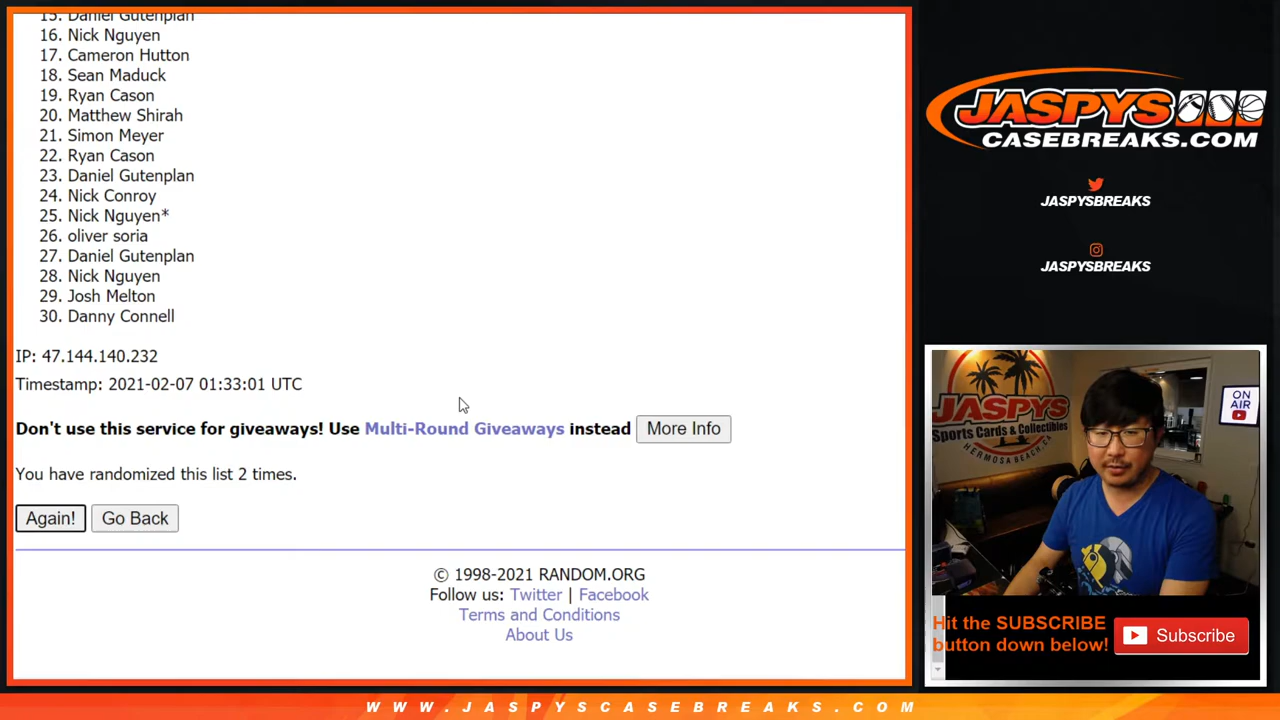 15. Daniel Gutenplan
16. Nick Nguyen
17. Cameron Hutton
18. Sean Maduck
19. Ryan Cason
20. Matthew Shirah
21. Simon Meyer
22. Ryan Cason
23. Daniel Gutenplan
24. Nick Conroy
25. Nick Nguyen*
26. oliver soria
27. Daniel Gutenplan
28. Nick Nguyen
29. Josh Melton
30. Danny Connell
IP: 47.144.140.232
Timestamp: 2021-02-07 01:33:01 UTC
Don't use this service for giveaways! Use Multi-Round Giveaways instead More Info
You have randomized this list 2 times.
Again! Go Back
© 1998-2021 RANDOM.ORG
Follow us: Twitter | Facebook
Terms and Conditions
About Us
JASPYS
CASEBREAKS.COM
JASPYSBREAKS
JASPYSBREAKS
JASPYS
Sports Cards & Collectibles
HERMOSA BEACH, CA
ON
AIR
Hit the SUBSCRIBE
button down below!
Subscribe
WWW.JASPYSCASEBREAKS.COM